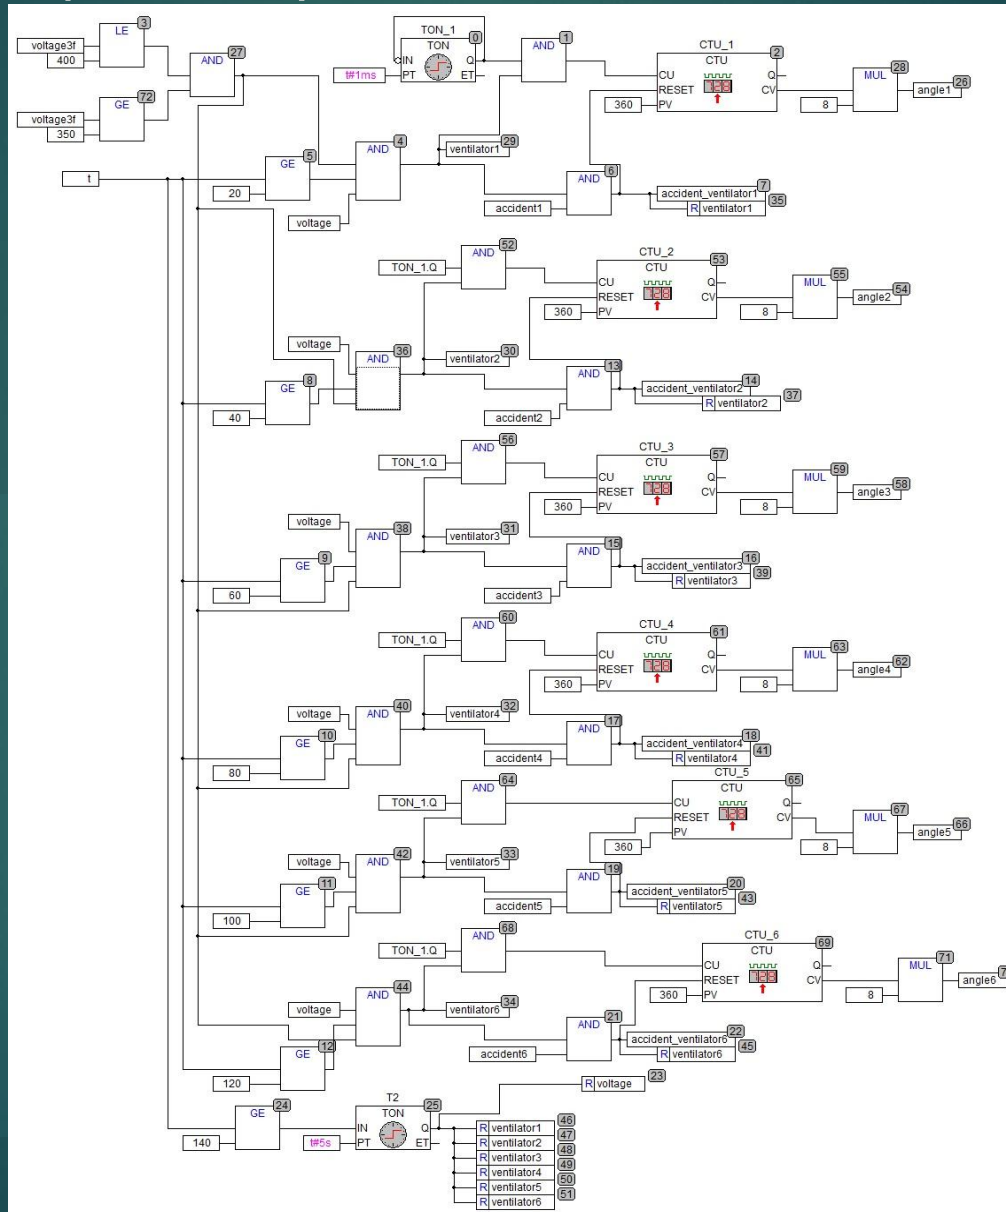 LE 3
voltage3f
400
AND 27
GE 72
voltage3f
350
TON_1
TON 0
IN Q
t#1ms PT ET
AND 1
CTU_1
CTU 2
CU Q
RESET CV
360 PV
MUL 28
8
angle1 26
t
GE 5
20
AND 4
voltage
ventilator1 29
AND 6
accident1
accident_ventilator1 7
R ventilator1 35
TON_1.Q
AND 52
CTU_2
CTU 53
CU Q
RESET CV
360 PV
MUL 55
8
angle2 54
voltage
AND 36
GE 8
40
ventilator2 30
AND 13
accident2
accident_ventilator2 14
R ventilator2 37
TON_1.Q
AND 56
CTU_3
CTU 57
CU Q
RESET CV
360 PV
MUL 59
8
angle3 58
voltage
AND 38
GE 9
60
ventilator3 31
AND 15
accident3
accident_ventilator3 16
R ventilator3 39
TON_1.Q
AND 60
CTU_4
CTU 61
CU Q
RESET CV
360 PV
MUL 63
8
angle4 62
voltage
AND 40
GE 10
80
ventilator4 32
AND 17
accident4
accident_ventilator4 18
R ventilator4 41
TON_1.Q
AND 64
CTU_5
CTU 65
CU Q
RESET CV
360 PV
MUL 67
8
angle5 66
voltage
AND 42
GE 11
100
ventilator5 33
AND 19
accident5
accident_ventilator5 20
R ventilator5 43
TON_1.Q
AND 68
CTU_6
CTU 69
CU Q
RESET CV
360 PV
MUL 71
8
angle6
voltage
AND 44
GE 12
120
ventilator6 34
AND 21
accident6
accident_ventilator6 22
R ventilator6 45
R voltage 23
GE 24
140
T2
TON 25
IN Q
t#5s PT ET
R ventilator1 46
R ventilator2 47
R ventilator3 48
R ventilator4 49
R ventilator5 50
R ventilator6 51